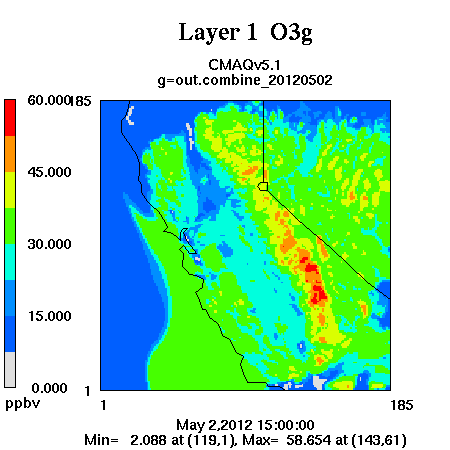 Layer 1 O3g
CMAQv5.1
g=out.combine_20120502
60.000
185
45.000
30.000
15.000
0.000
1
ppbv
1
185
May 2,2012 15:00:00
Min= 2.088 at (119,1), Max= 58.654 at (143,61)